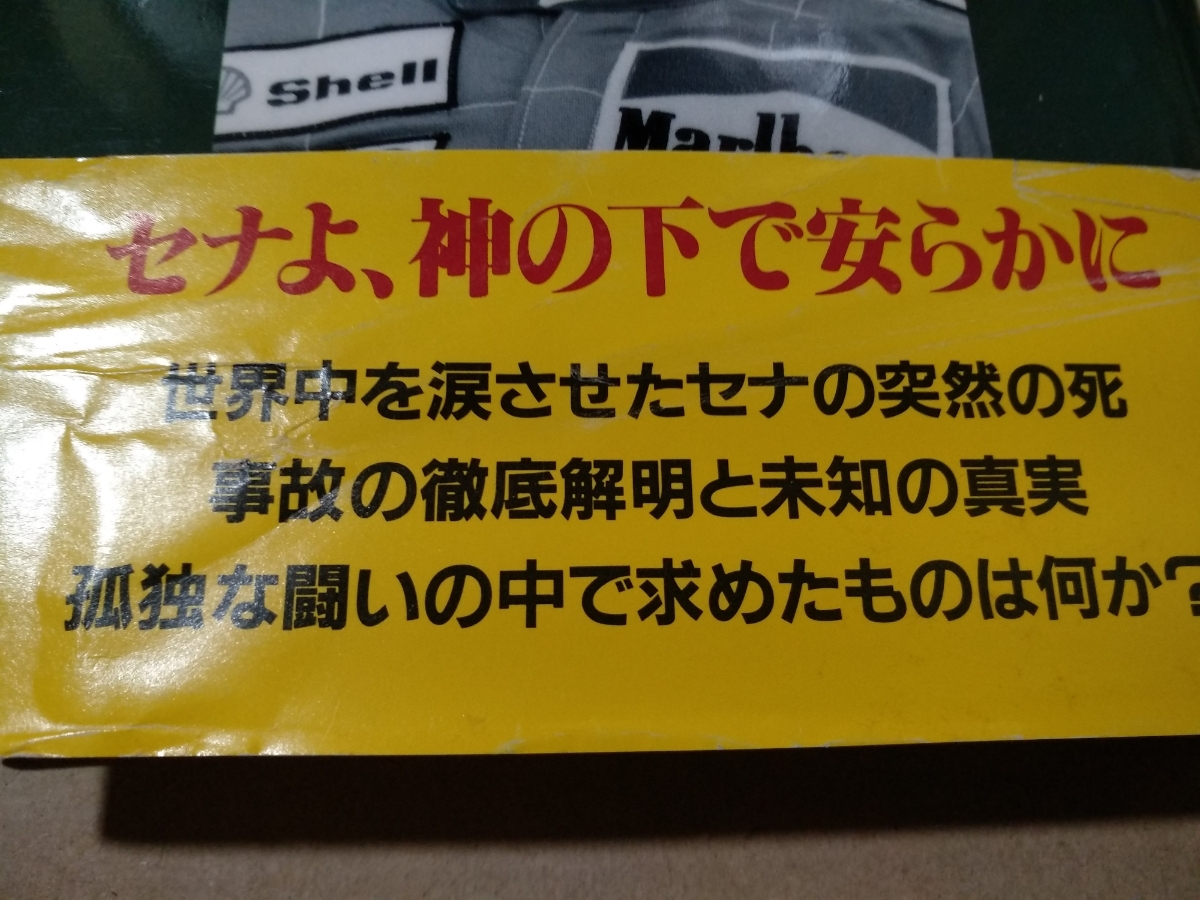 Shell
Marlb
セナよ、神の下で安らかに
世界中を涙させたセナの突然の死
事故の徹底解明と未知の真実
孤独な闘いの中で求めたものは何か?